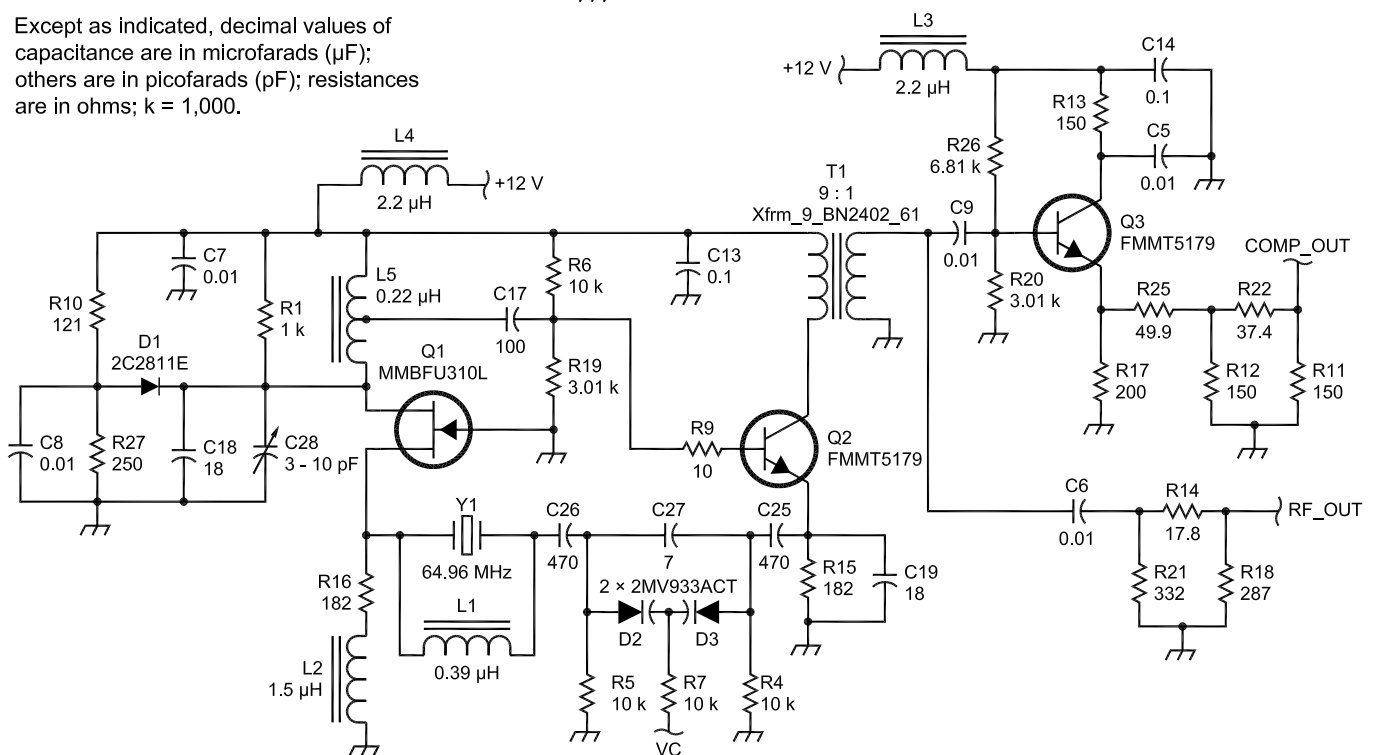 Except as indicated, decimal values of
capacitance are in microfarads (µF);
others are in picofarads (pF); resistances
are in ohms; k = 1,000.
L3
+12 V
2.2 µH
C14
0.1
R13
150
C5
0.01
R26
6.81 k
L4
+12 V
2.2 µH
T1
9 : 1
Xfrm_9_BN2402_61
C9
0.01
Q3
FMMT5179
COMP_OUT
C7
0.01
L5
0.22 µH
R6
10 k
C13
0.1
R20
3.01 k
R25
49.9
R22
37.4
R10
121
R1
1 k
C17
100
D1
2C2811E
Q1
MMBFU310L
R19
3.01 k
R17
200
R12
150
R11
150
C8
0.01
R27
250
C18
18
C28
3 - 10 pF
R9
10
Q2
FMMT5179
Y1
64.96 MHz
C26
470
C27
7
C25
470
C6
0.01
R14
17.8
RF_OUT
R16
182
L1
0.39 µH
2 × 2MV933ACT
D2
D3
R15
182
C19
18
R21
332
R18
287
L2
1.5 µH
R5
10 k
R7
10 k
R4
10 k
VC